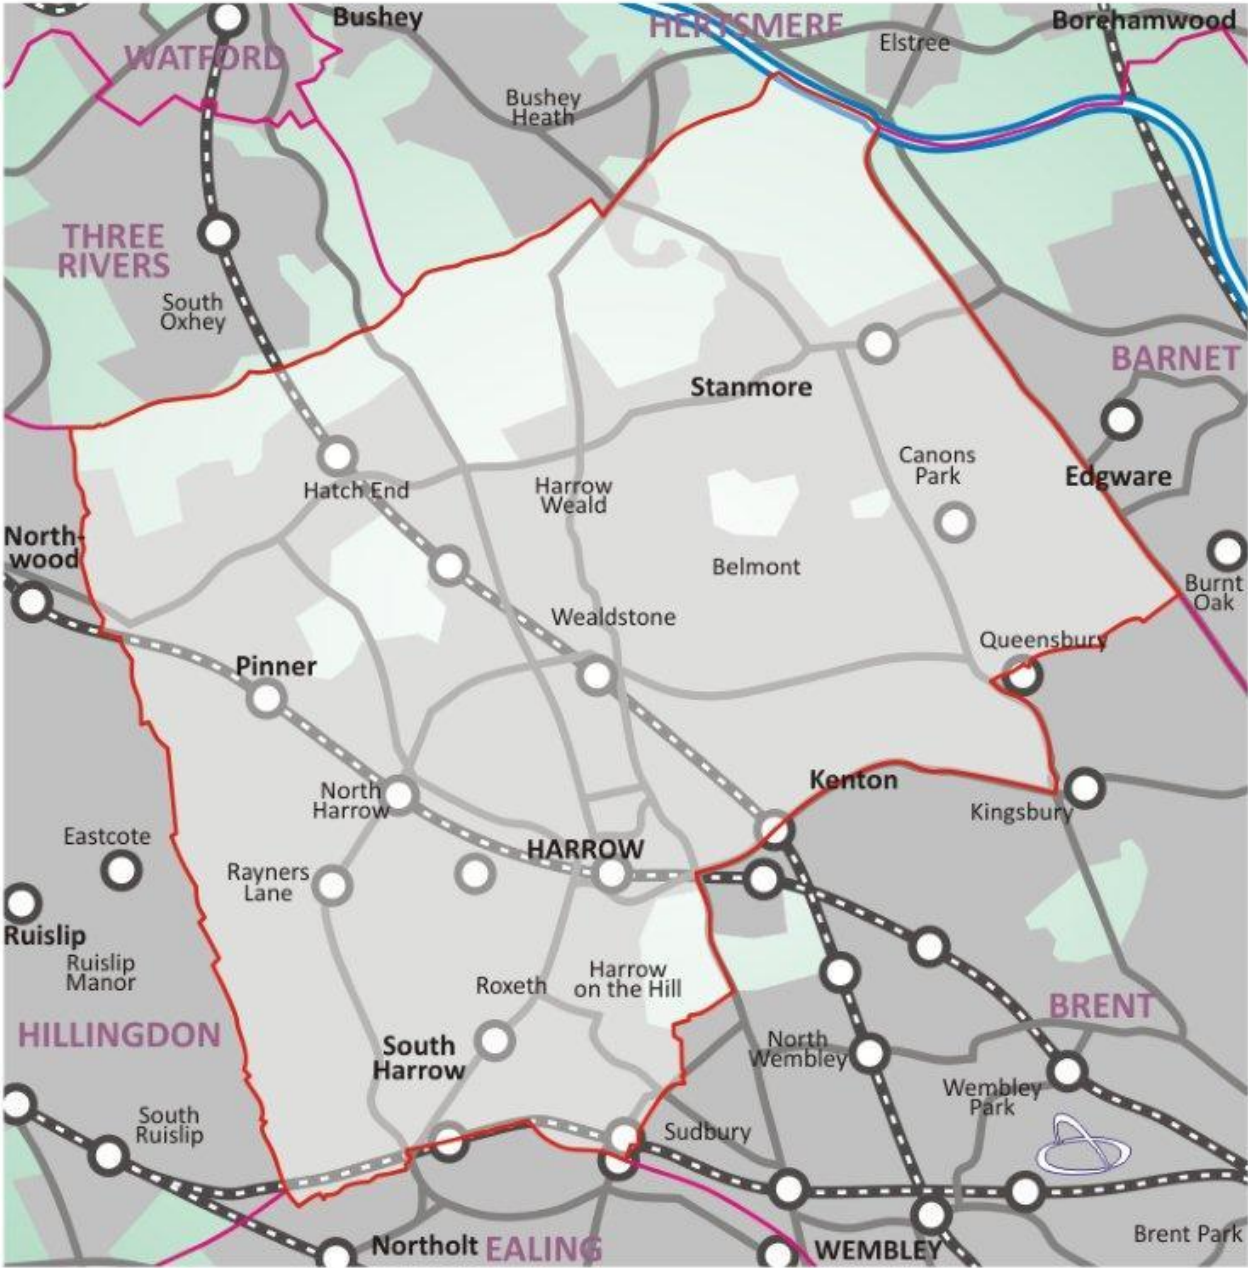 Bushey
HERTSMERE
Borehamwood
WATFORD
Elstree
Bushey
Heath
THREE
RIVERS
South
Oxhey
BARNET
Stanmore
Canons
Park
Edgware
Hatch End
Harrow
Weald
North-
wood
Belmont
Burnt
Oak
Wealdstone
Queensbury
Pinner
Kenton
North
Harrow
Kingsbury
Eastcote
HARROW
Rayners
Lane
Ruislip
Ruislip
Manor
Roxeth
Harrow
on the Hill
BRENT
HILLINGDON
South
Harrow
North
Wembley
Wembley
Park
South
Ruislip
Sudbury
Northolt
EALING
WEMBLEY
Brent Park